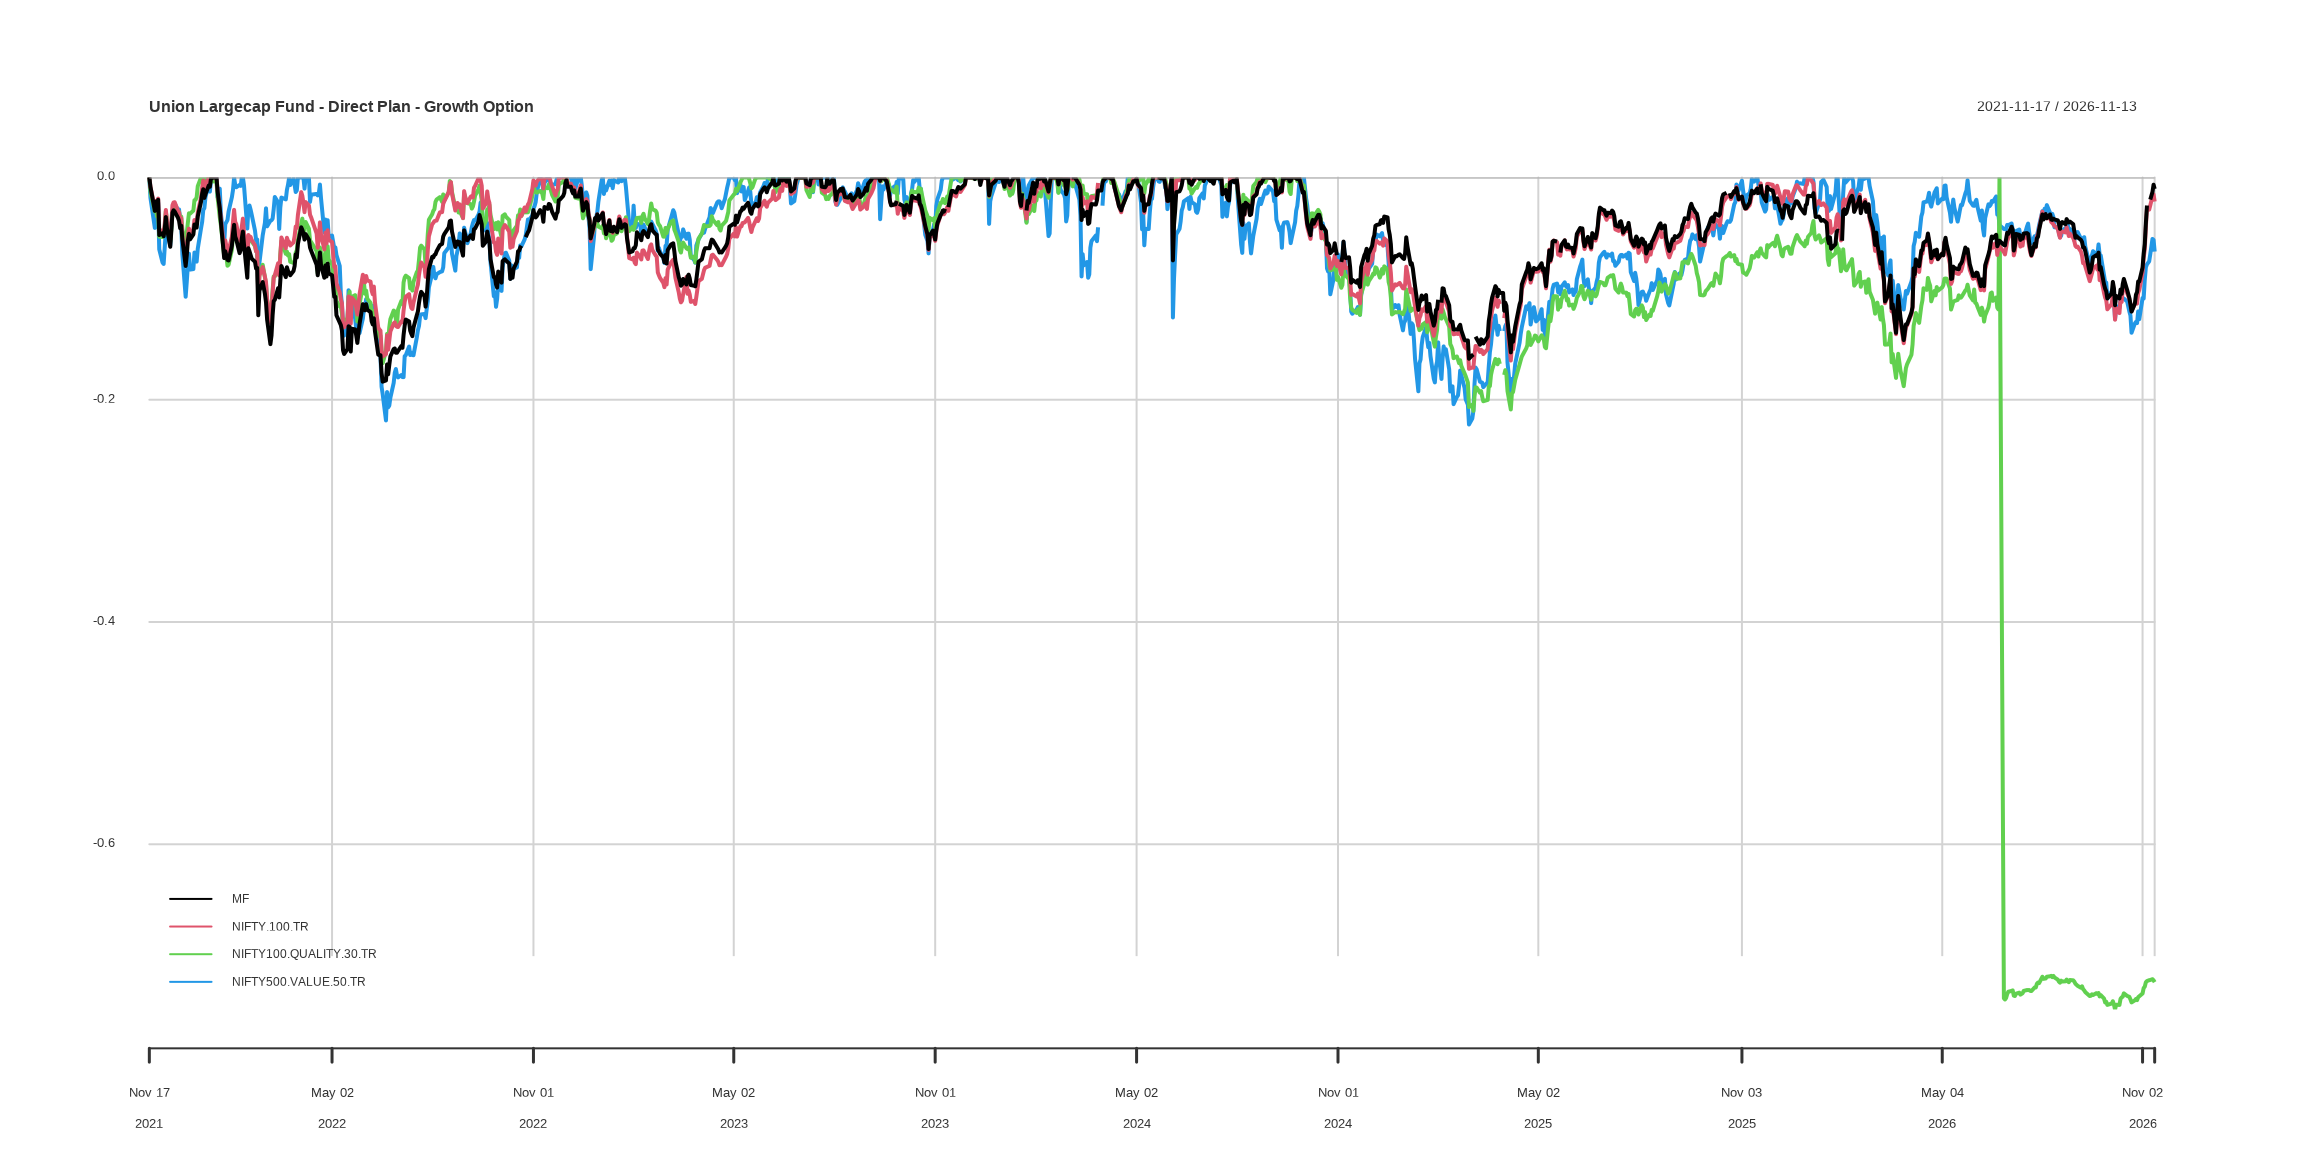 Union Largecap Fund - Direct Plan - Growth Option
2021-11-17 / 2026-11-13
0.0
-0.2
-0.4
-0.6
MF
NIFTY.100.TR
NIFTY100.QUALITY.30.TR
NIFTY500.VALUE.50.TR
Nov 17 May 02 Nov 01 May 02 Nov 01 May 02 Nov 01 May 02 Nov 03 May 04 Nov 02
2021 2022 2022 2023 2023 2024 2024 2025 2025 2026 2026